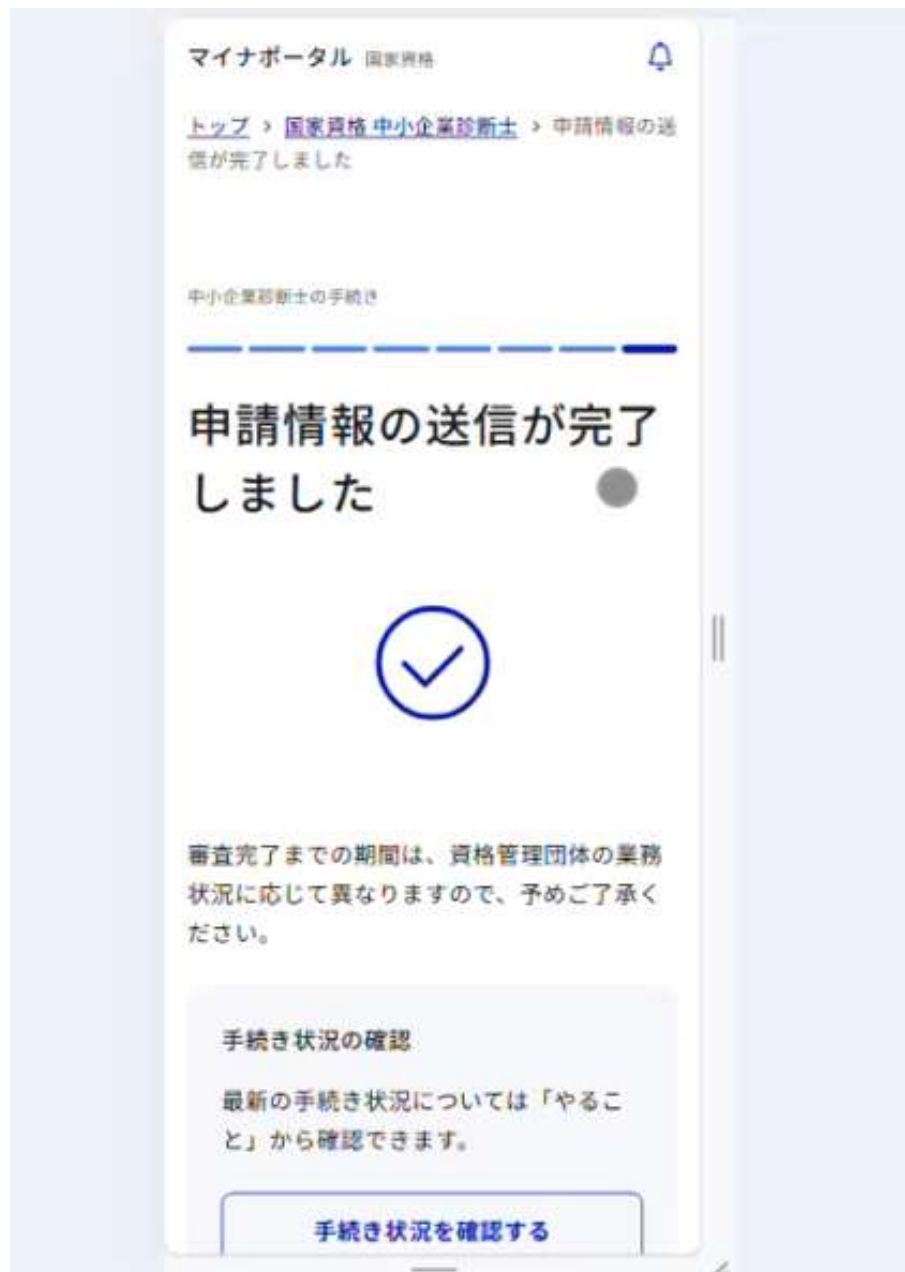 マイナポータル 国家資格
トップ › 国家資格 中小企業診断士 › 申請情報の送
信が完了しました
中小企業診断士の手続き
申請情報の送信が完了
しました
審査完了までの期間は、資格管理団体の業務
状況に応じて異なりますので、予めご了承く
ださい。
手続き状況の確認
最新の手続き状況については「やるこ
と」から確認できます。
手続き状況を確認する